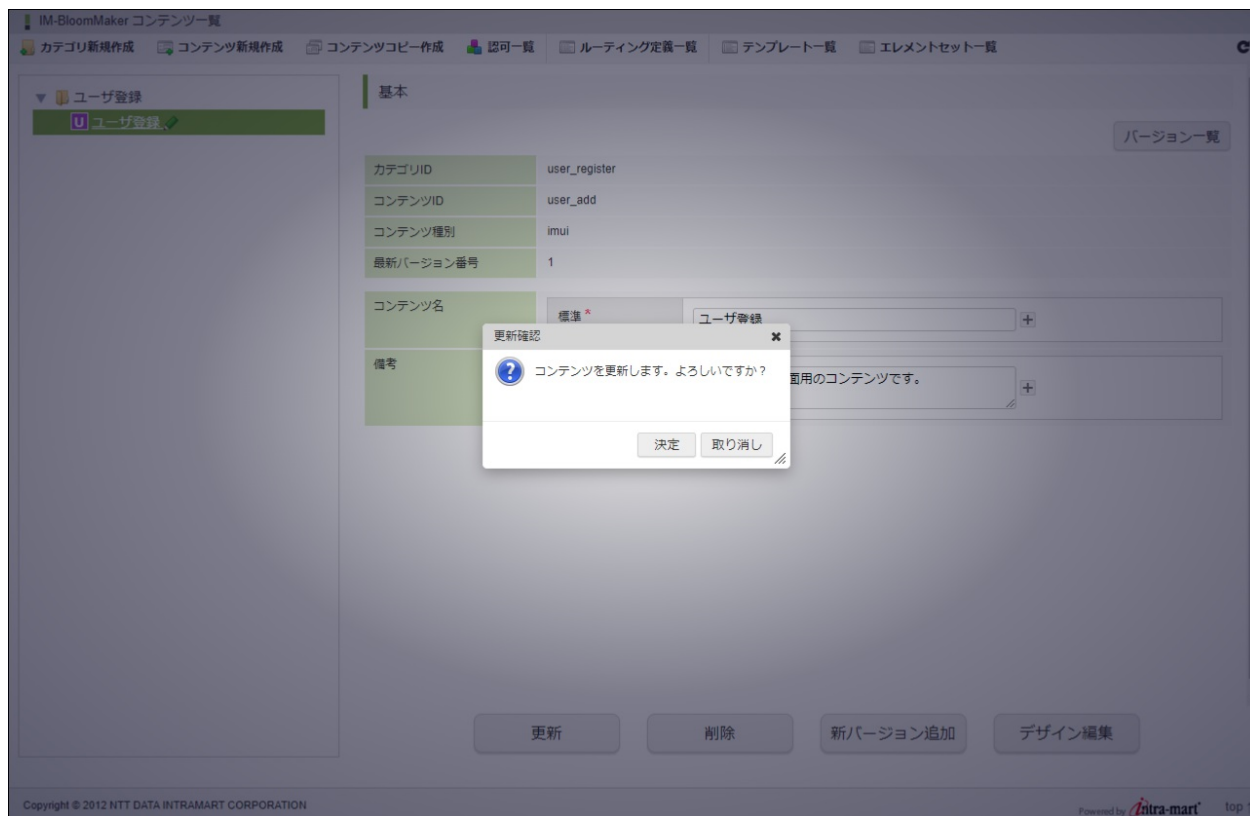 IM-BloomMaker コンテンツ一覧
カテゴリ新規作成 コンテンツ新規作成 コンテンツコピー作成 認可一覧 ルーティング定義一覧 テンプレート一覧 エレメントセット一覧
ユーザ登録
U ユーザ登録
基本
バージョン一覧
カテゴリID user_register
コンテンツID user_add
コンテンツ種別 imui
最新バージョン番号 1
コンテンツ名 標準 * ユーザ登録
更新確認
備考 面用のコンテンツです。
コンテンツを更新します。よろしいですか？
決定 取り消し
更新 削除 新バージョン追加 デザイン編集
Copyright © 2012 NTT DATA INTRAMART CORPORATION
Powered by intra-mart top